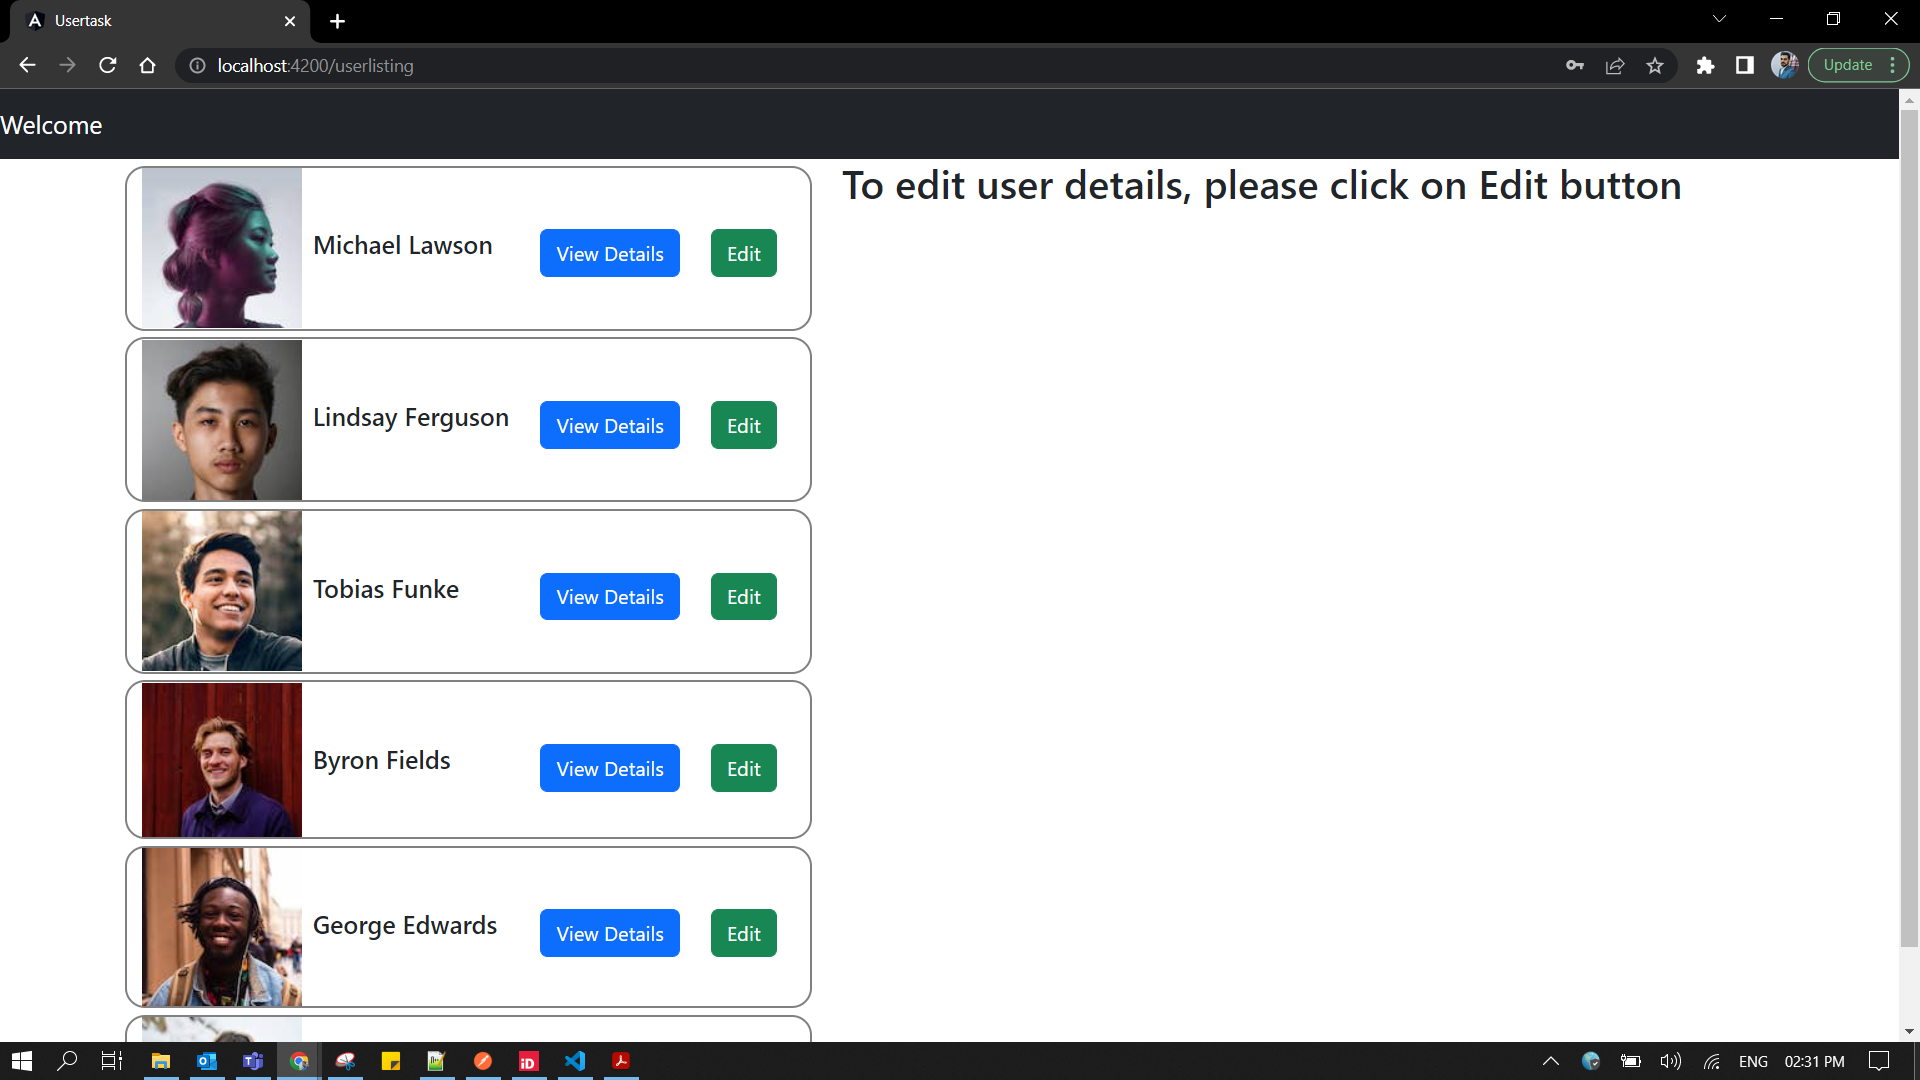 Usertask
localhost:4200/userlisting
Update
Welcome
To edit user details, please click on Edit button
Michael Lawson
View Details
Edit
Lindsay Ferguson
View Details
Edit
Tobias Funke
View Details
Edit
Byron Fields
View Details
Edit
George Edwards
View Details
Edit
ENG
02:31 PM